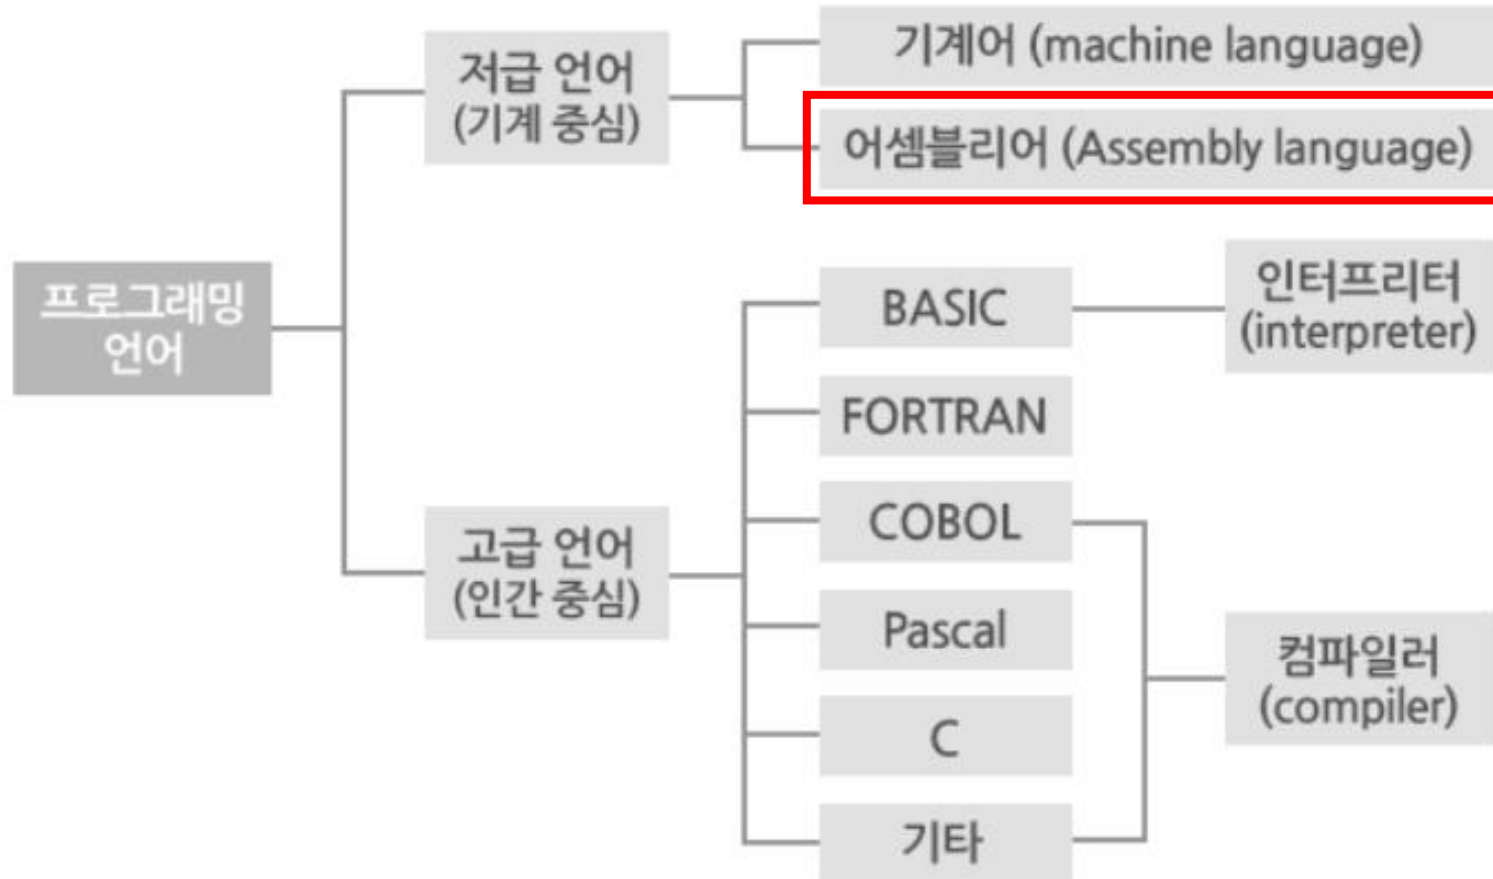 저급 언어
(기계 중심)
기계어 (machine language)
어셈블리어 (Assembly language)
프로그래밍
언어
고급 언어
(인간 중심)
BASIC
인터프리터
(interpreter)
FORTRAN
COBOL
Pascal
C
기타
컴파일러
(compiler)